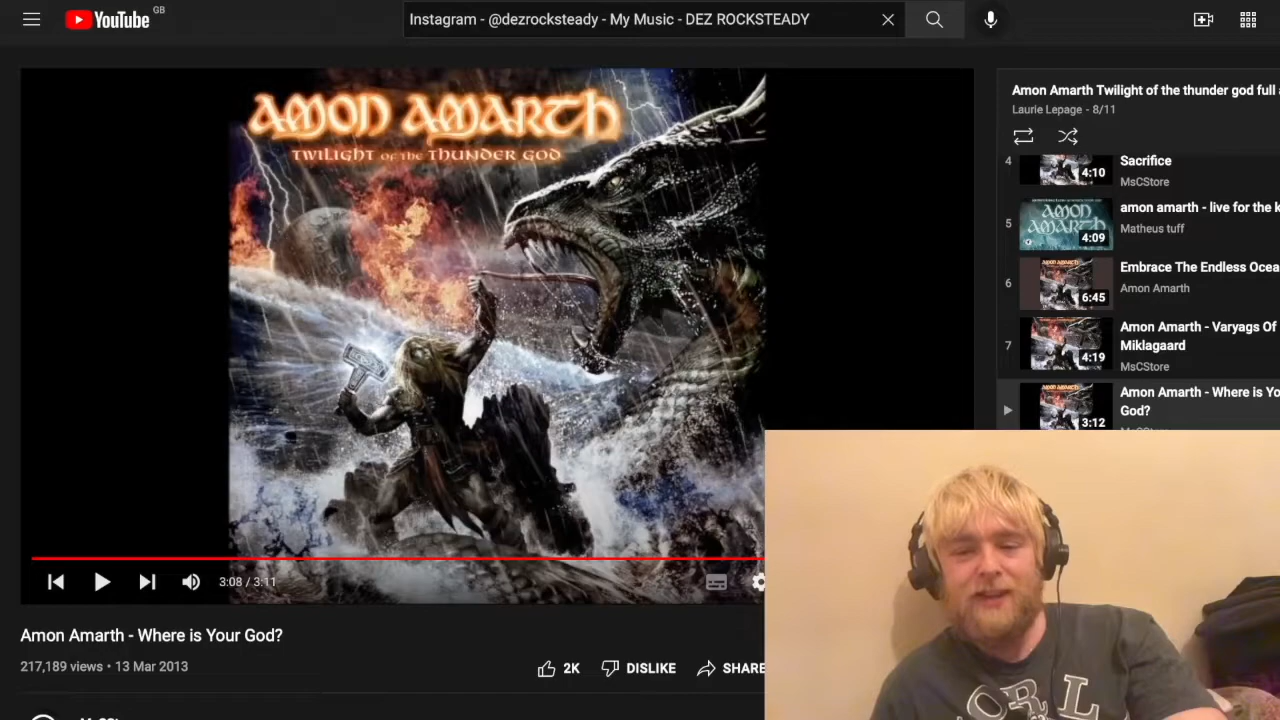 YouTube GB
Instagram - @dezrocksteady - My Music - DEZ ROCKSTEADY
AMON AMARTH
TWILIGHT OF THE THUNDER GOD
3:08 / 3:11
Amon Amarth - Where is Your God?
217,189 views • 13 Mar 2013
2K
DISLIKE
SHARE
Amon Amarth Twilight of the thunder god full
Laurie Lepage - 8/11
4
4:10
Sacrifice
MsCStore
5
AMON AMARTH
4:09
amon amarth - live for the
Matheus tuff
6
6:45
Embrace The Endless Ocea
Amon Amarth
7
4:19
Amon Amarth - Varyags Of
Miklagaard
MsCStore
3:12
Amon Amarth - Where is Yo
God?
ORL